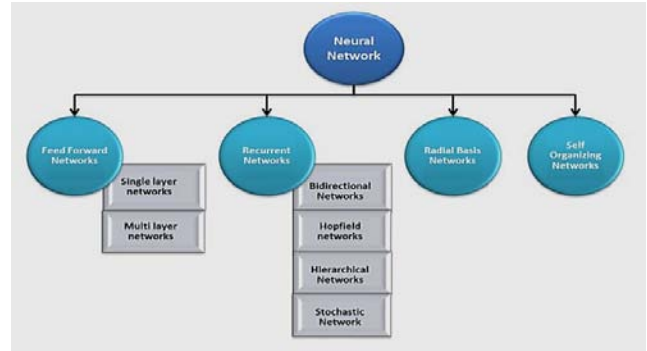 Neural
Network
Feed Forward
Networks
Recurrent
Networks
Radial Basis
Networks
Self
Organizing
Networks
Single layer
networks
Multi layer
networks
Bidirectional
Networks
Hopfield
networks
Hierarchical
Networks
Stochastic
Network